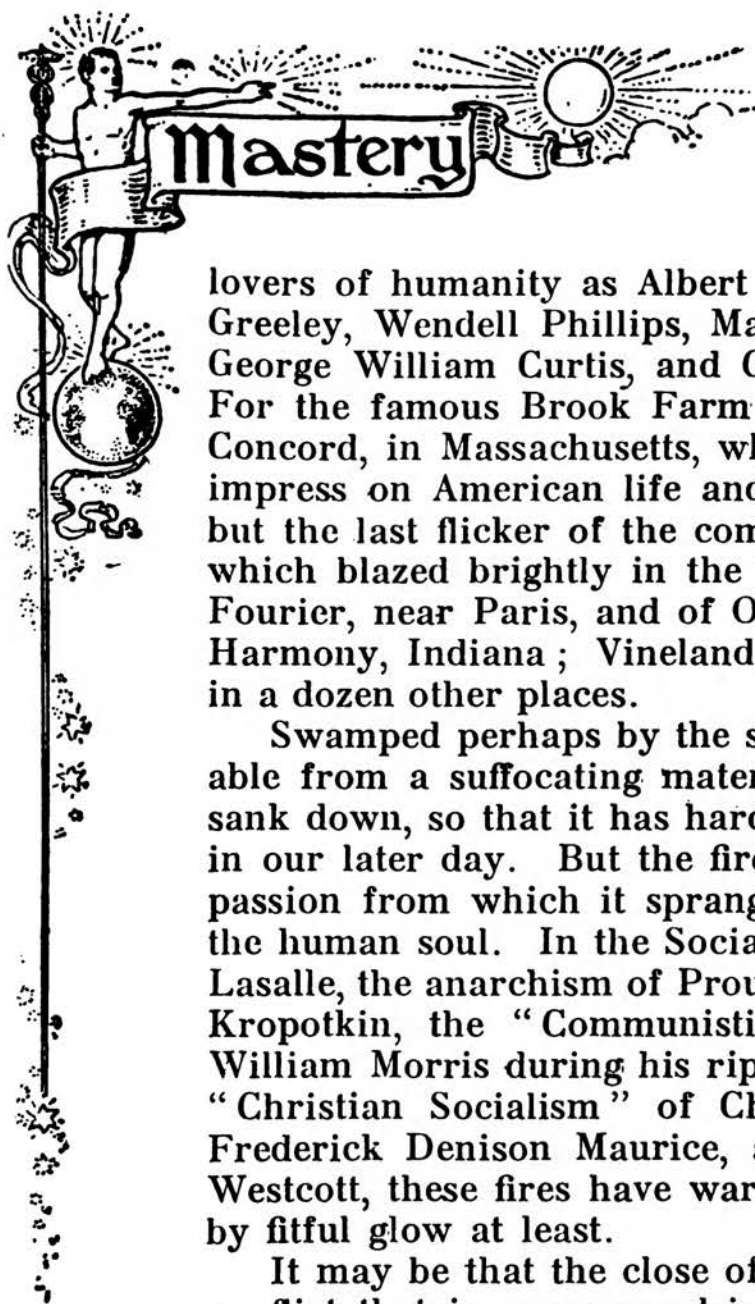 Mastery
lovers of humanity as Albert
Greeley, Wendell Phillips, Ma
George William Curtis, and C
For the famous Brook Farm
Concord, in Massachusetts, wh
impress on American life and
but the last flicker of the com
which blazed brightly in the
Fourier, near Paris, and of O
Harmony, Indiana ; Vineland
in a dozen other places.
Swamped perhaps by the s
able from a suffocating mater
sank down, so that it has hard
in our later day. But the fire
passion from which it sprang
the human soul. In the Socia
Lasalle, the anarchism of Prou
Kropotkin, the “ Communisti
William Morris during his rip
“ Christian Socialism ” of Ch
Frederick Denison Maurice,
Westcott, these fires have war
by fitful glow at least.
It may be that the close of